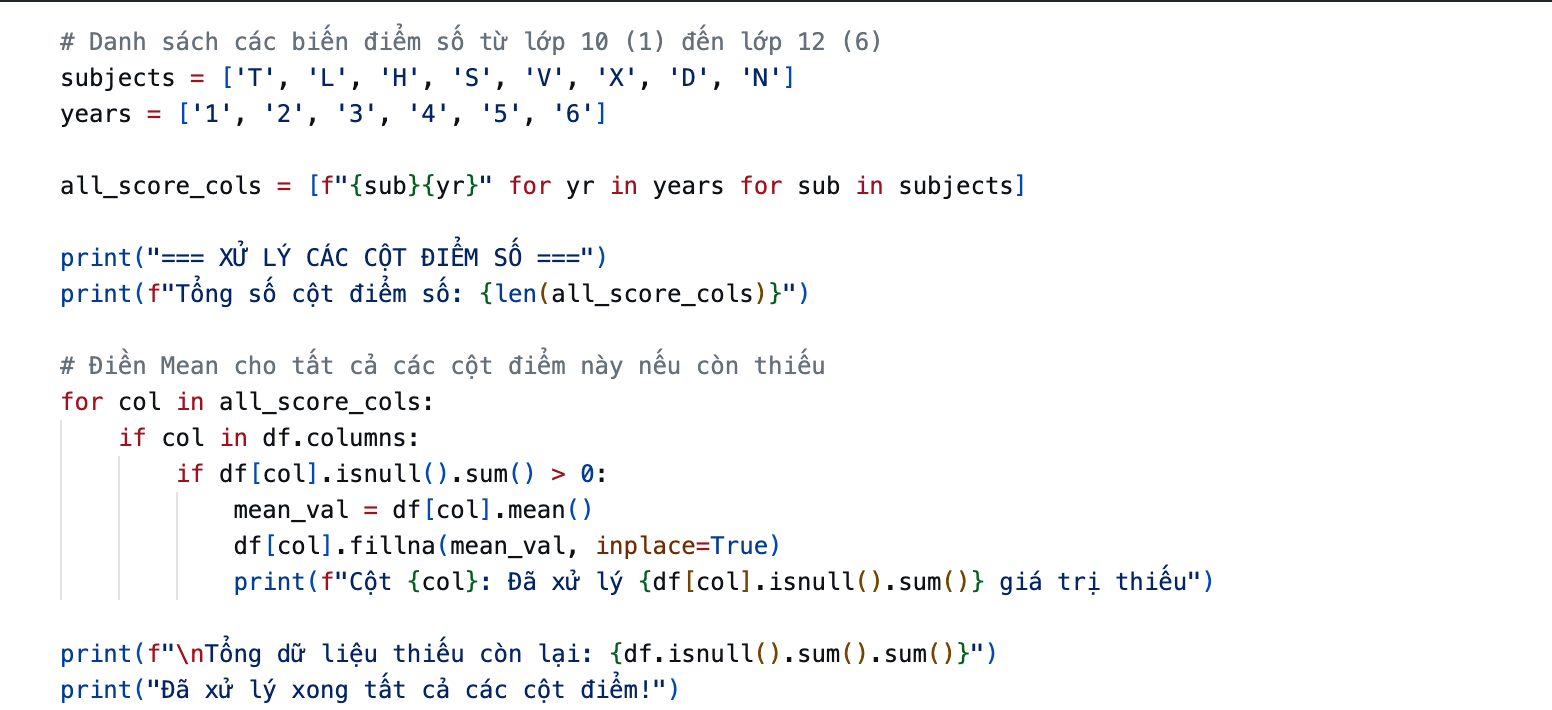 # Danh sách các biến điểm số từ lớp 10 (1) đến lớp 12 (6)
subjects = ['T', 'L', 'H', 'S', 'V', 'X', 'D', 'N']
years = ['1', '2', '3', '4', '5', '6']

all_score_cols = [f"{sub}{yr}" for yr in years for sub in subjects]

print("=== XỬ LÝ CÁC CỘT ĐIỂM SỐ ===")
print(f"Tổng số cột điểm số: {len(all_score_cols)}")

# Điền Mean cho tất cả các cột điểm này nếu còn thiếu
for col in all_score_cols:
    if col in df.columns:
        if df[col].isnull().sum() > 0:
            mean_val = df[col].mean()
            df[col].fillna(mean_val, inplace=True)
            print(f"Cột {col}: Đã xử lý {df[col].isnull().sum()} giá trị thiếu")

print(f"\nTổng dữ liệu thiếu còn lại: {df.isnull().sum().sum()}")
print("Đã xử lý xong tất cả các cột điểm!")